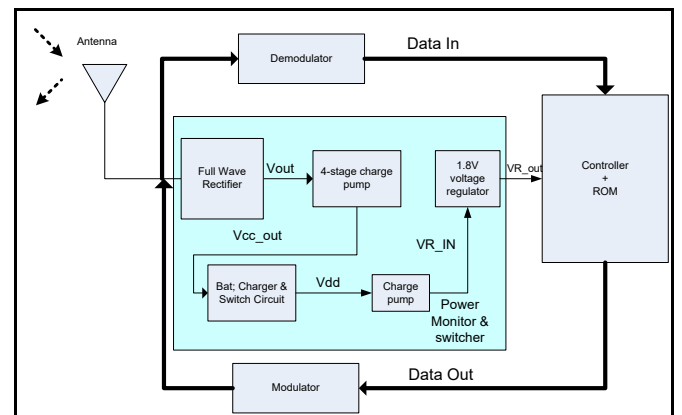 Antenna
Demodulator
Data In
Full Wave
Rectifier
Vout
4-stage charge
pump
1.8V
voltage
regulator
VR_out
Controller
+
ROM
Vcc_out
VR_IN
Bat; Charger &
Switch Circuit
Vdd
Charge
pump
Power
Monitor &
switcher
Modulator
Data Out